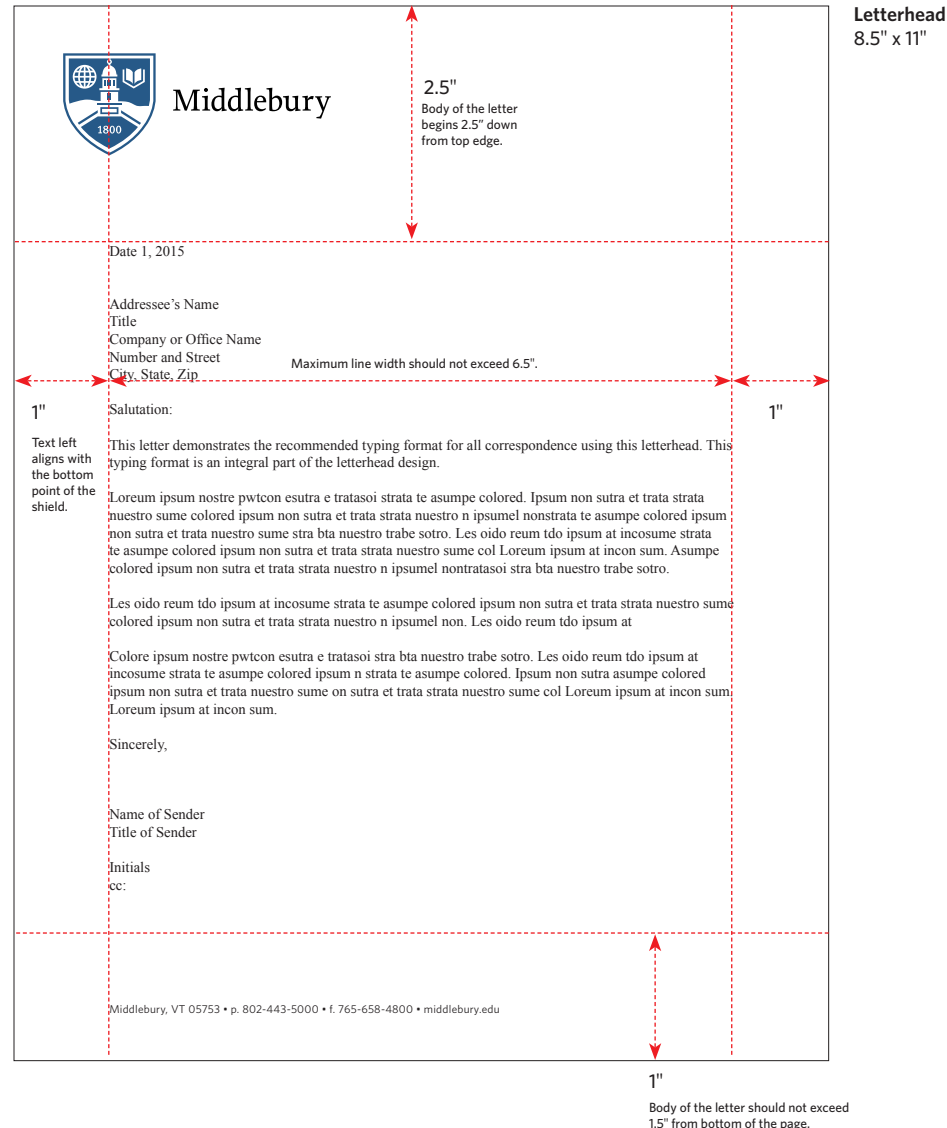 Letterhead
8.5" x 11"
1800
Middlebury
2.5"
Body of the letter
begins 2.5" down
from top edge.
Date 1, 2015
Addressee's Name
Title
Company or Office Name
Number and Street
City, State, Zip
Maximum line width should not exceed 6.5".
1"
Text left
aligns with
the bottom
point of the
shield.
1"
Salutation:
This letter demonstrates the recommended typing format for all correspondence using this letterhead. This
typing format is an integral part of the letterhead design.
Loreum ipsum nostre pwtcon esutra e tratasoi strata te asumpe colored. Ipsum non sutra et trata strata
nuestro sume colored ipsum non sutra et trata strata nuestro n ipsumel nonstrata te asumpe colored ipsum
non sutra et trata nuestro sume stra bta nuestro trabe sotro. Les oido reum tdo ipsum at incosume strata
te asumpe colored ipsum non sutra et trata strata nuestro sume col Loreum ipsum at incon sum. Asumpe
colored ipsum non sutra et trata strata nuestro n ipsumel nontratasoi stra bta nuestro trabe sotro.
Les oido reum tdo ipsum at incosume strata te asumpe colored ipsum non sutra et trata strata nuestro sume
colored ipsum non sutra et trata strata nuestro n ipsumel non. Les oido reum tdo ipsum at
Colore ipsum nostre pwtcon esutra e tratasoi stra bta nuestro trabe sotro. Les oido reum tdo ipsum at
incosume strata te asumpe colored ipsum n strata te asumpe colored. Ipsum non sutra asumpe colored
ipsum non sutra et trata nuestro sume on sutra et trata strata nuestro sume col Loreum ipsum at incon sum.
Loreum ipsum at incon sum.
Sincerely,
Name of Sender
Title of Sender
Initials
cc:
Middlebury, VT 05753 • p. 802-443-5000 • f. 765-658-4800 • middlebury.edu
1"
Body of the letter should not exceed
1.5" from bottom of the page.